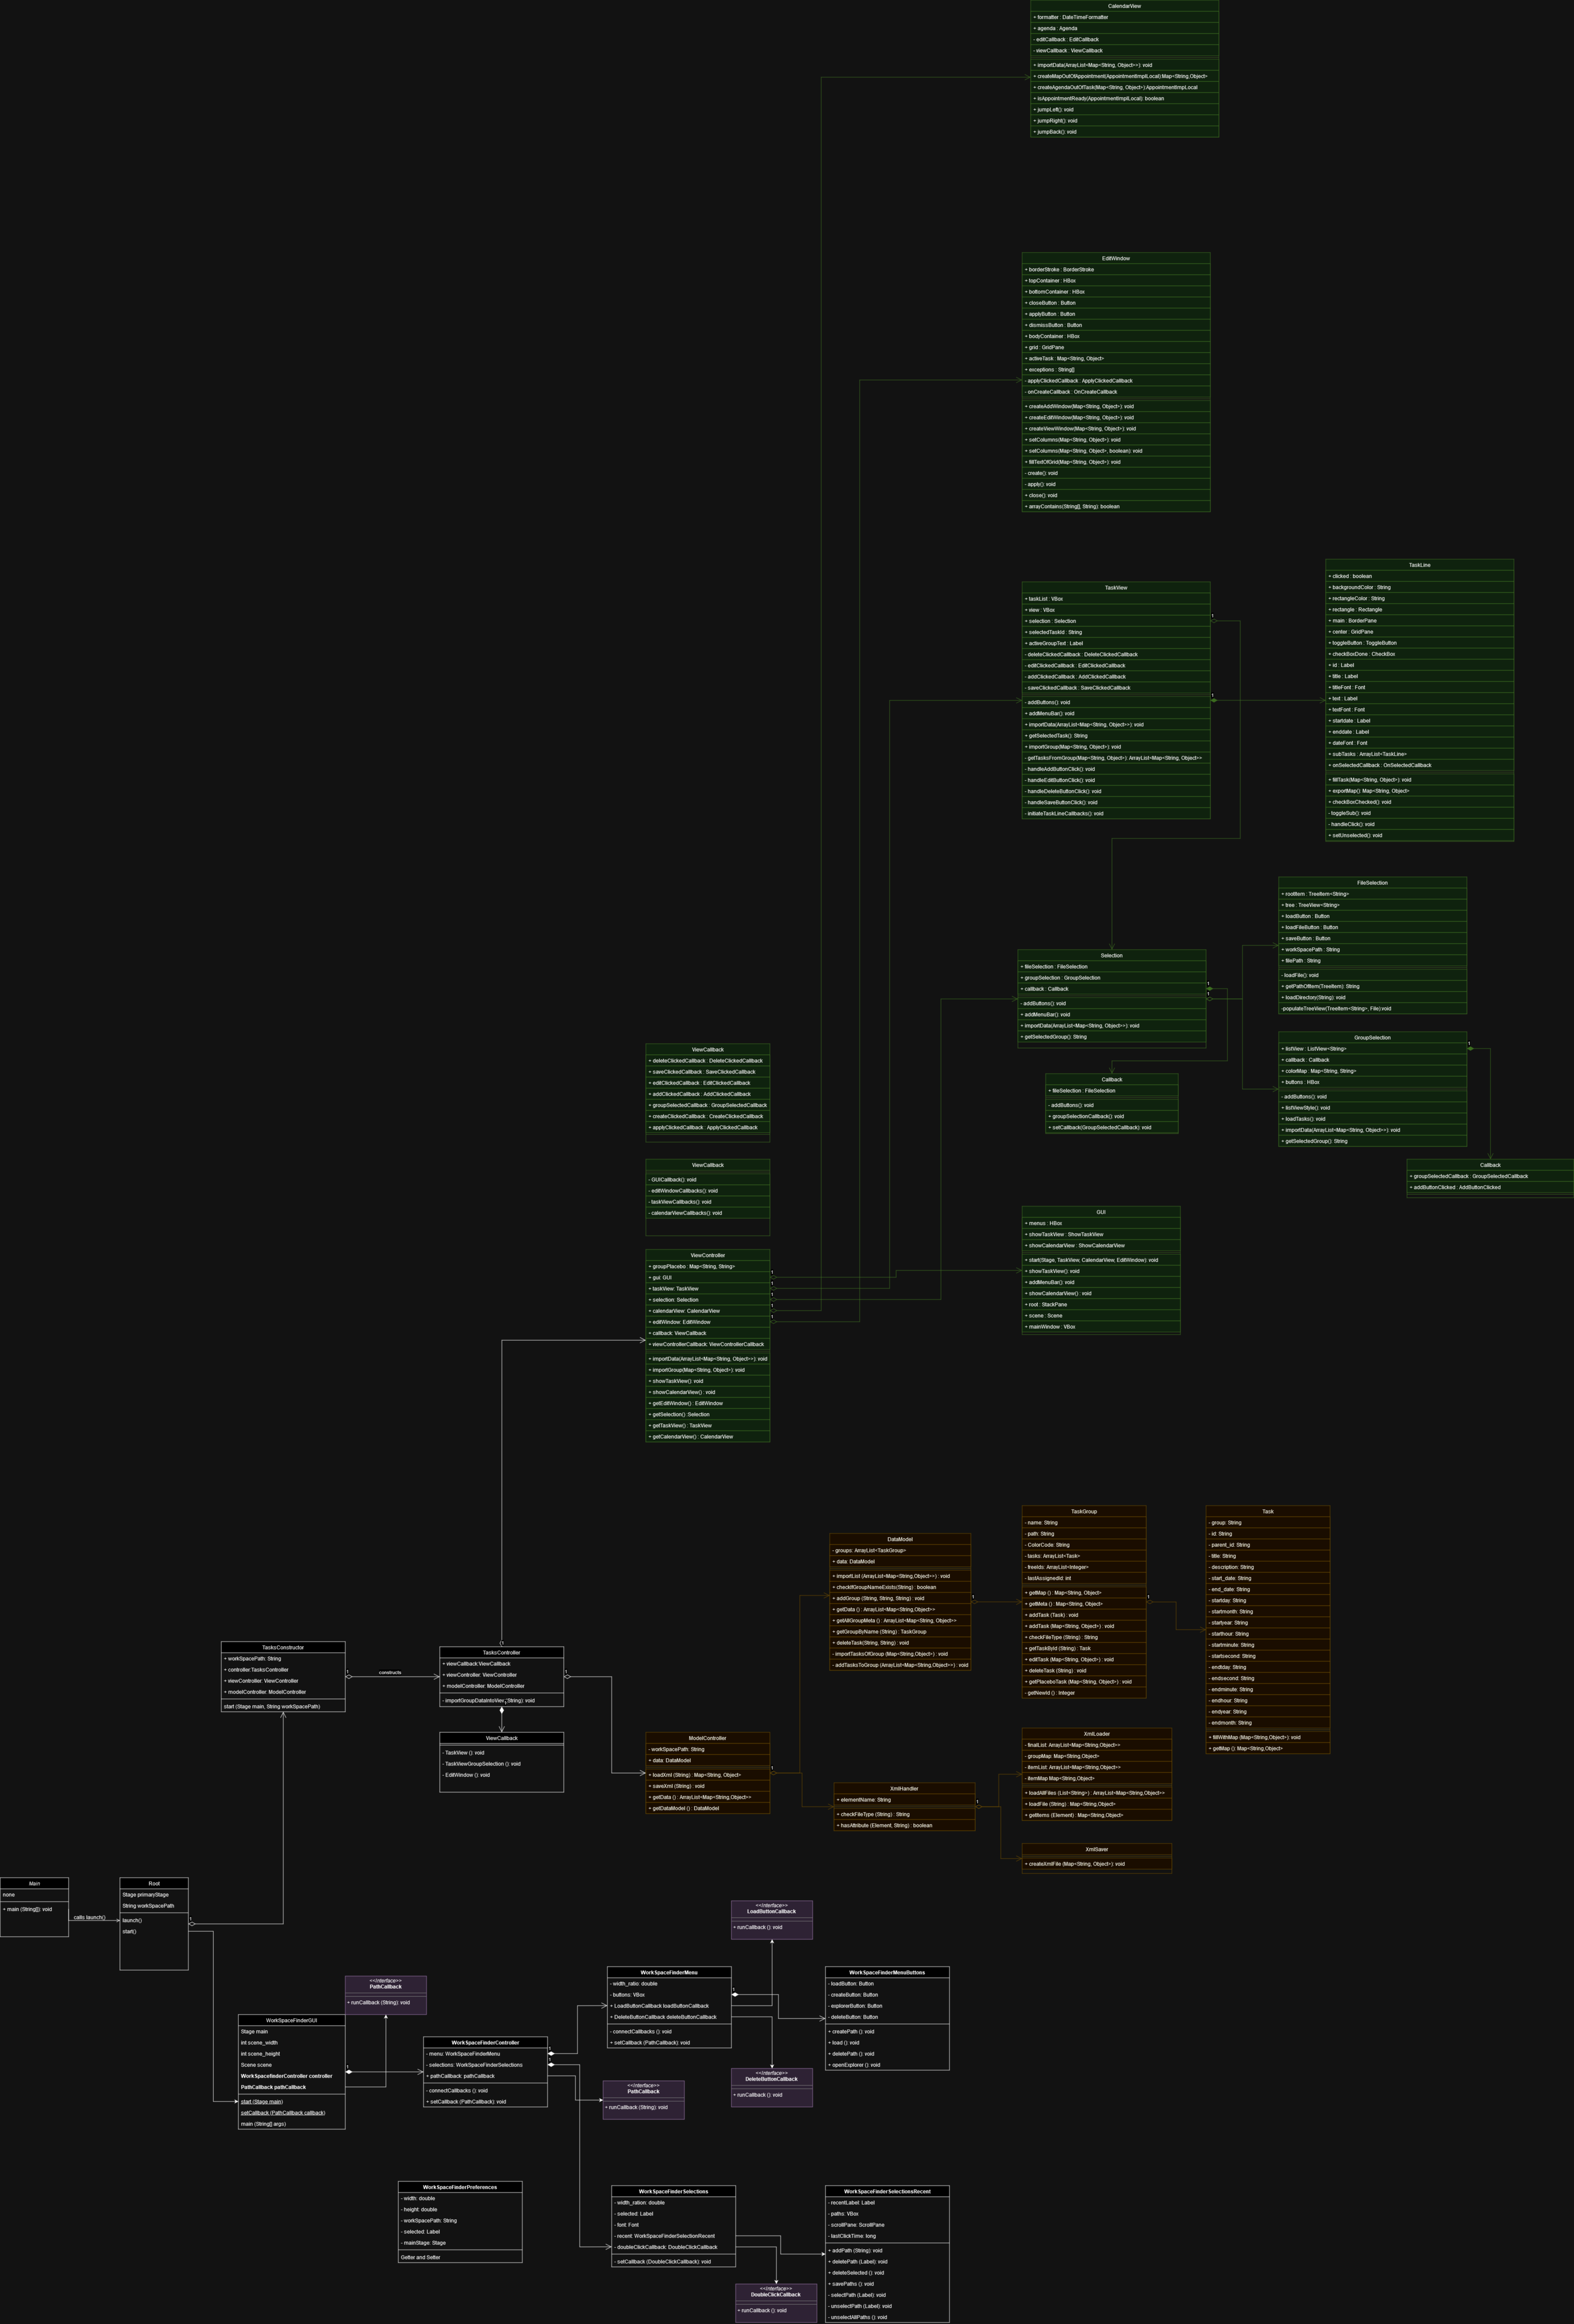 CalendarView
+ formatter : DateTimeFormatter
+ agenda : Agenda
- editCallback : EditCallback
- viewCallback : ViewCallback
+ importData(ArrayList<Map<String, Object>>): void
+ createMapOutOfAppointment(AppointmentImplLocal):Map<String,Object>
+ createAgendaOutOfTask(Map<String, Object>):AppointmentImpLocal
+ isAppointmentReady(AppointmentImplLocal): boolean
+ jumpLeft(): void
+ jumpRight(): void
+ jumpBack(): void
EditWindow
+ borderStroke : BorderStroke
+ topContainer : HBox
+ bottomContainer : HBox
+ closeButton : Button
+ applyButton : Button
+ dismissButton : Button
+ bodyContainer : HBox
+ grid : GridPane
+ activeTask : Map<String, Object>
+ exceptions : String[]
- applyClickedCallback : ApplyClickedCallback
- onCreateCallback : OnCreateCallback
+ createAddWindow(Map<String, Object>): void
+ createEditWindow(Map<String, Object>): void
+ createViewWindow(Map<String, Object>): void
+ setColumns(Map<String, Object>): void
+ setColumns(Map<String, Object>, boolean): void
+ fillTextOfGrid(Map<String, Object>): void
- create(): void
- apply(): void
+ close(): void
+ arrayContains(String[], String): boolean
TaskView
+ taskList : VBox
+ view : VBox
+ selection : Selection
+ selectedTaskId : String
+ activeGroupText : Label
- deleteClickedCallback : DeleteClickedCallback
- editClickedCallback : EditClickedCallback
- addClickedCallback : AddClickedCallback
- saveClickedCallback : SaveClickedCallback
- addButtons(): void
+ addMenuBar(): void
+ importData(ArrayList<Map<String, Object>>): void
+ getSelectedTask(): String
+ importGroup(Map<String, Object>): void
- getTasksFromGroup(Map<String, Object>): ArrayList<Map<String, Object>>
- handleAddButtonClick(): void
- handleEditButtonClick(): void
- handleDeleteButtonClick(): void
- handleSaveButtonClick(): void
- initiateTaskLineCallbacks(): void
1
1
TaskLine
+ clicked : boolean
+ backgroundColor : String
+ rectangleColor : String
+ rectangle : Rectangle
+ main : BorderPane
+ center : GridPane
+ toggleButton : ToggleButton
+ checkBoxDone : CheckBox
+ id : Label
+ title : Label
+ titleFont : Font
+ text : Label
+ textFont : Font
+ startdate : Label
+ enddate : Label
+ dateFont : Font
+ subTasks : ArrayList<TaskLine>
+ onSelectedCallback : OnSelectedCallback
+ fillTask(Map<String, Object>): void
+ exportMap(): Map<String, Object>
+ checkBoxChecked(): void
- toggleSub(): void
- handleClick(): void
+ setUnselected(): void
FileSelection
+ rootItem : TreeItem<String>
+ tree : TreeView<String>
+ loadButton : Button
+ loadFileButton : Button
+ saveButton : Button
+ workSpacePath : String
+ filePath : String
- loadFile(): void
+ getPathOfItem(TreeItem): String
+ loadDirectory(String): void
-populateTreeView(TreeItem<String>, File):void
Selection
+ fileSelection : FileSelection
+ groupSelection : GroupSelection
+ callback : Callback
- addButtons(): void
+ addMenuBar(): void
+ importData(ArrayList<Map<String, Object>>): void
+ getSelectedGroup(): String
1
1
GroupSelection
+ listView : ListView<String>
+ callback : Callback
+ colorMap : Map<String, String>
+ buttons : HBox
- addButtons(): void
+ listViewStyle(): void
+ loadTasks(): void
+ importData(ArrayList<Map<String, Object>>): void
+ getSelectedGroup(): String
1
Callback
+ fileSelection : FileSelection
- addButtons(): void
+ groupSelectionCallback(): void
+ setCallback(GroupSelectedCallback): void
Callback
+ groupSelectedCallback : GroupSelectedCallback
+ addButtonClicked : AddButtonClicked
ViewCallback
+ deleteClickedCallback : DeleteClickedCallback
+ saveClickedCallback : SaveClickedCallback
+ editClickedCallback : EditClickedCallback
+ addClickedCallback : AddClickedCallback
+ groupSelectedCallback : GroupSelectedCallback
+ createClickedCallback : CreateClickedCallback
+ applyClickedCallback : ApplyClickedCallback
ViewCallback
- GUICallback(): void
- editWindowCallbacks(): void
- taskViewCallbacks(): void
- calendarViewCallbacks(): void
GUI
+ menus : HBox
+ showTaskView : ShowTaskView
+ showCalendarView : ShowCalendarView
+ start(Stage, TaskView, CalendarView, EditWindow): void
+ showTaskView(): void
+ addMenuBar(): void
+ showCalendarView() : void
+ root : StackPane
+ scene : Scene
+ mainWindow : VBox
ViewController
+ groupPlacebo : Map<String, String>
+ gui: GUI
+ taskView: TaskView
+ selection: Selection
+ calendarView: CalendarView
+ editWindow: EditWindow
+ callback: ViewCallback
+ viewControllerCallback: ViewControllerCallback
+ importData(ArrayList<Map<String, Object>>): void
+ importGroup(Map<String, Object>): void
+ showTaskView(): void
+ showCalendarView() : void
+ getEditWindow() : EditWindow
+ getSelection() :Selection
+ getTaskView() : TaskView
+ getCalendarView() : CalendarView
1
1
1
1
1
DataModel
- groups: ArrayList<TaskGroup>
+ data: DataModel
+ importList (ArrayList<Map<String,Object>>) : void
+ checkIfGroupNameExists(String) : boolean
+ addGroup (String, String, String) : void
+ getData () : ArrayList<Map<String,Object>>
+ getAllGroupMeta () : ArrayList<Map<String, Object>>
+ getGroupByName (String) : TaskGroup
+ deleteTask(String, String) : void
- importTasksOfGroup (Map<String,Object>) : void
- addTasksToGroup (ArrayList<Map<String,Object>>) : void
1
TaskGroup
- name: String
- path: String
- ColorCode: String
- tasks: ArrayList<Task>
- freeIds: ArrayList<Integer>
- lastAssignedId: int
+ getMap () : Map<String, Object>
+ getMeta () : Map<String, Object>
+ addTask (Task) : void
+ addTask (Map<String, Object>) : void
+ checkFileType (String) : String
+ getTaskById (String) : Task
+ editTask (Map<String, Object>) : void
+ deleteTask (String) : void
+ getPlaceboTask (Map<String, Object>) : void
- getNewId () : Integer
1
Task
- group: String
- id: String
- parent_id: String
- title: String
- description: String
- start_date: String
- end_date: String
- startday: String
- startmonth: String
- startyear: String
- starthour: String
- startminute: String
- startsecond: String
- endtday: String
- endsecond: String
- endminute: String
- endhour: String
- endyear: String
- endmonth: String
+ fillWithMap (Map<String,Object>) : void
+ getMap (): Map<String,Object>
TasksConstructor
+ workSpacePath: String
+ controller:TasksController
+ viewController: ViewController
+ modelController: ModelController
start (Stage main, String workSpacePath)
1
constructs
1
TasksController
+ viewCallback:ViewCallback
+ viewController: ViewController
+ modelController: ModelController
- importGroupDataIntoView(String): void
1
ViewCallback
- TaskView (): void
- TaskViewGroupSelection (): void
- EditWindow (): void
ModelController
- workSpacePath: String
+ data: DataModel
+ loadXml (String) : Map<String, Object>
+ saveXml (String) : void
+ getData () : ArrayList<Map<String,Object>>
+ getDataModel () : DataModel
1
XmlHandler
+ elementName: String
+ checkFileType (String) : String
+ hasAttribute (Element, String) : boolean
1
XmlLoader
- finalList: ArrayList<Map<String,Object>>
- groupMap: Map<String,Object>
- itemList: ArrayList<Map<String,Object>>
- itemMap Map<String,Object>
+ loadAllFiles (List<String>) : ArrayList<Map<String,Object>>
+ loadFile (String) : Map<String,Object>
+ getItems (Element) : Map<String,Object>
XmlSaver
+ createXmlFile (Map<String, Object>) : void
Main
none
+ main (String[]): void
calls launch()
Root
Stage primaryStage
String workSpacePath
launch()
start()
1
<<Interface>>
LoadButtonCallback
+ runCallback (): void
<<Interface>>
PathCallback
+ runCallback (String): void
WorkSpaceFinderGUI
Stage main
int scene_width
int scene_height
Scene scene
WorkSpacefinderController controller
PathCallback pathCallback
start (Stage main)
setCallback (PathCallback callback)
main (String[] args)
1
WorkSpaceFinderController
- menu: WorkSpaceFinderMenu
- selections: WorkSpaceFinderSelections
+ pathCallback: pathCallback
- connectCallbacks (): void
+ setCallback (PathCallback): void
1
1
WorkSpaceFinderMenu
- width_ratio: double
- buttons: VBox
+ LoadButtonCallback loadButtonCallback
+ DeleteButtonCallback deleteButtonCallback
- connectCallbacks (): void
+ setCallback (PathCallback): void
1
WorkSpaceFinderMenuButtons
- loadButton: Button
- createButton: Button
- explorerButton: Button
- deleteButton: Button
+ createPath (): void
+ load (): void
+ deletePath (): void
+ openExplorer (): void
<<Interface>>
DeleteButtonCallback
+ runCallback (): void
<<Interface>>
PathCallback
+ runCallback (String): void
WorkSpaceFinderPreferences
- width: double
- height: double
- workSpacePath: String
- selected: Label
- mainStage: Stage
Getter and Setter
WorkSpaceFinderSelections
- width_ration: double
- selected: Label
- font: Font
- recent: WorkSpaceFinderSelectionRecent
- doubleClickCallback: DoubleClickCallback
- setCallback (DoubleClickCallback): void
WorkSpaceFinderSelectionsRecent
- recentLabel: Label
- paths: VBox
- scrollPane: ScrollPane
- lastClickTime: long
+ addPath (String): void
+ deletePath (Label): void
+ deleteSelected (): void
+ savePaths (): void
- selectPath (Label): void
- unselectPath (Label): void
- unselectAllPaths (): void
<<Interface>>
DoubleClickCallback
+ runCallback (): void